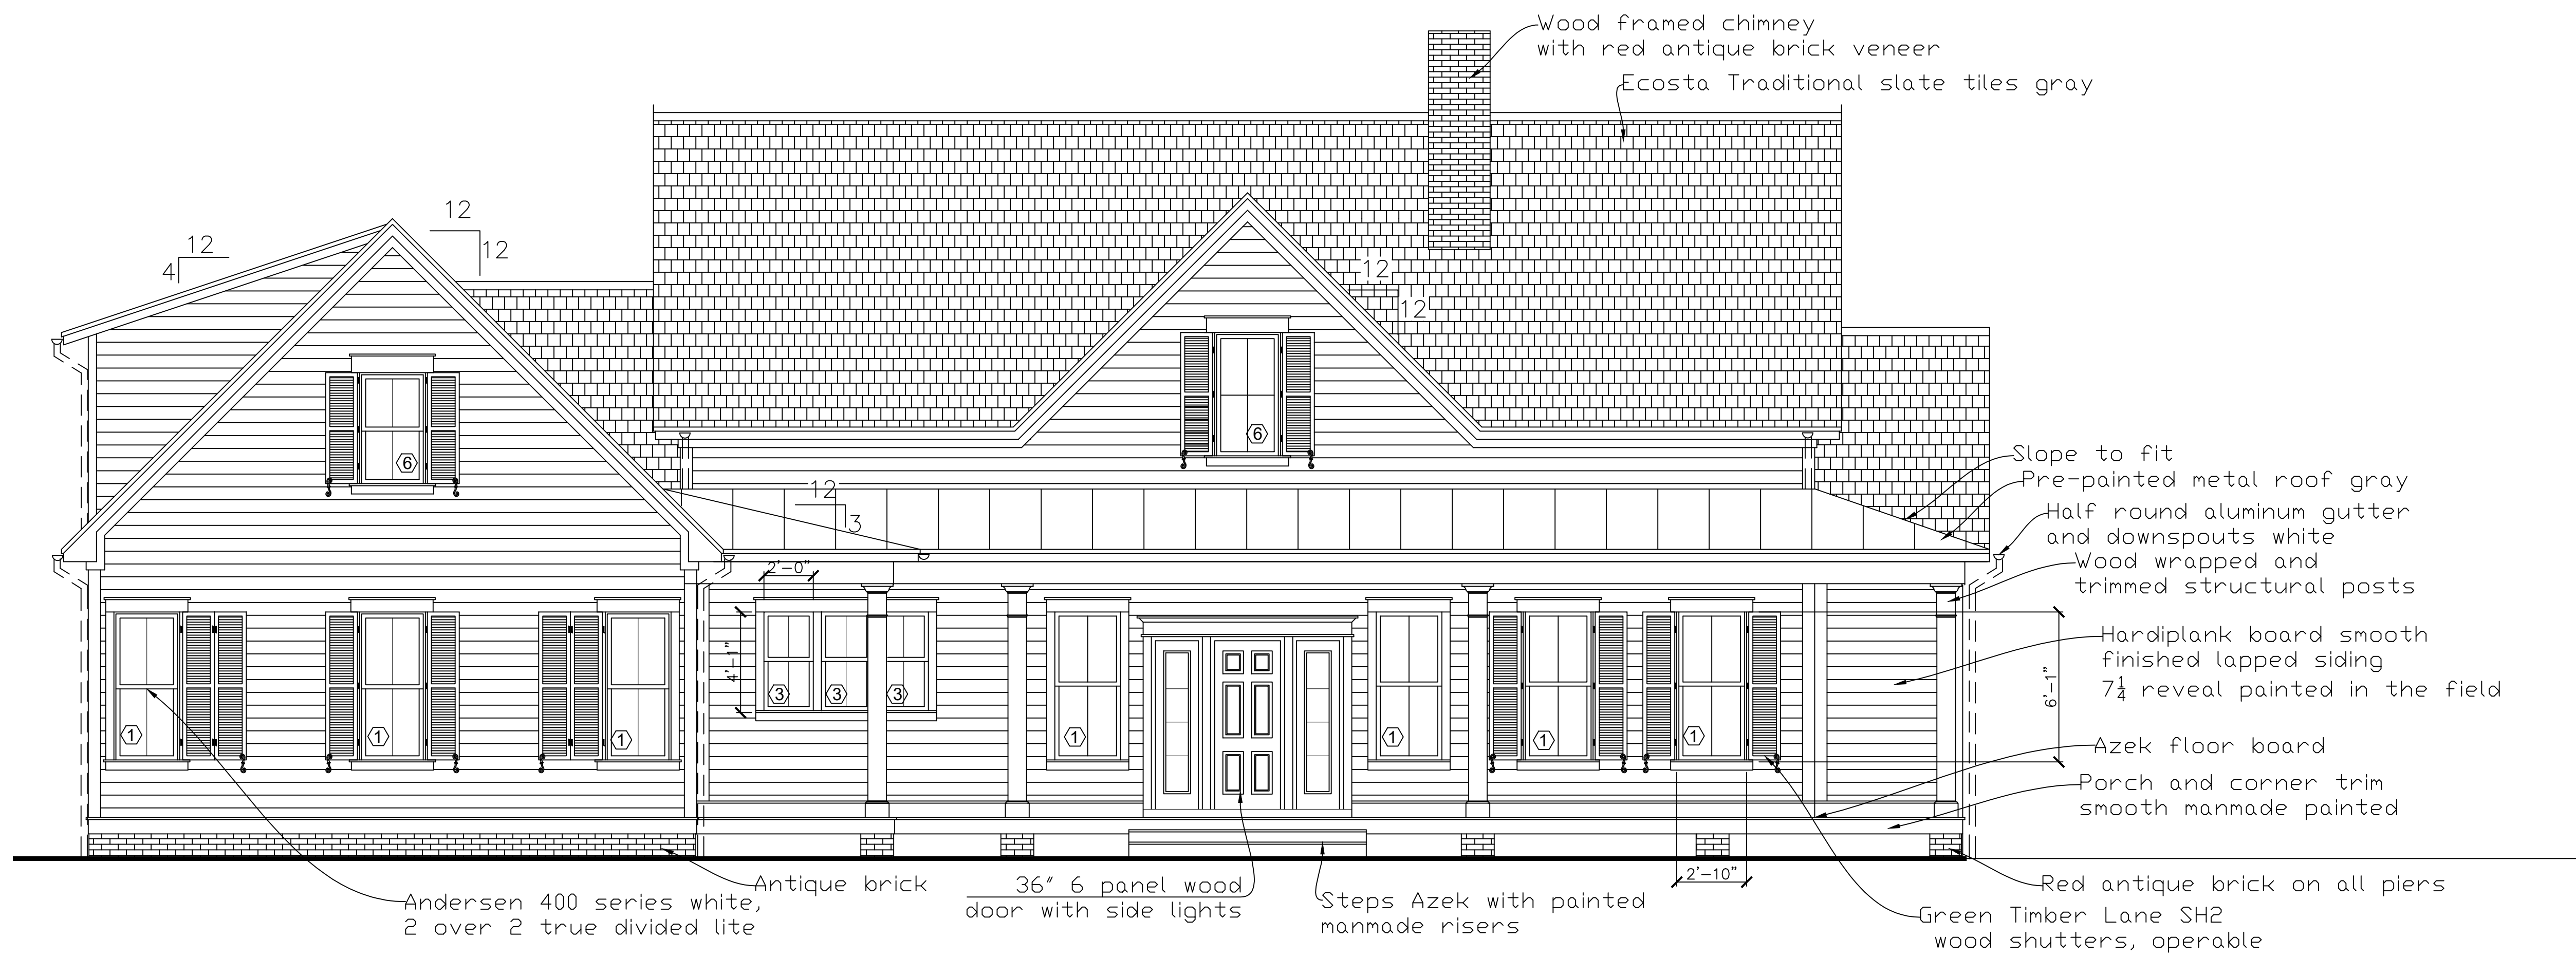 Wood framed chimney
with red antique brick veneer
Ecosta Traditional slate tiles gray
12
12
12
4
12
12
Slope to fit
Pre-painted metal roof gray
Half round aluminum gutter
and downspouts white
Wood wrapped and
trimmed structural posts
12
3
6
6
2'-0"
4'-1"
6'-1"
Hardiplank board smooth
finished lapped siding
7 1/4 reveal painted in the field
3
3
3
1
1
1
1
1
1
1
Azek floor board
Porch and corner trim
smooth manmade painted
2'-10"
Antique brick
Andersen 400 series white,
2 over 2 true divided lite
36" 6 panel wood
door with side lights
Steps Azek with painted
manmade risers
Red antique brick on all piers
Green Timber Lane SH2
wood shutters, operable